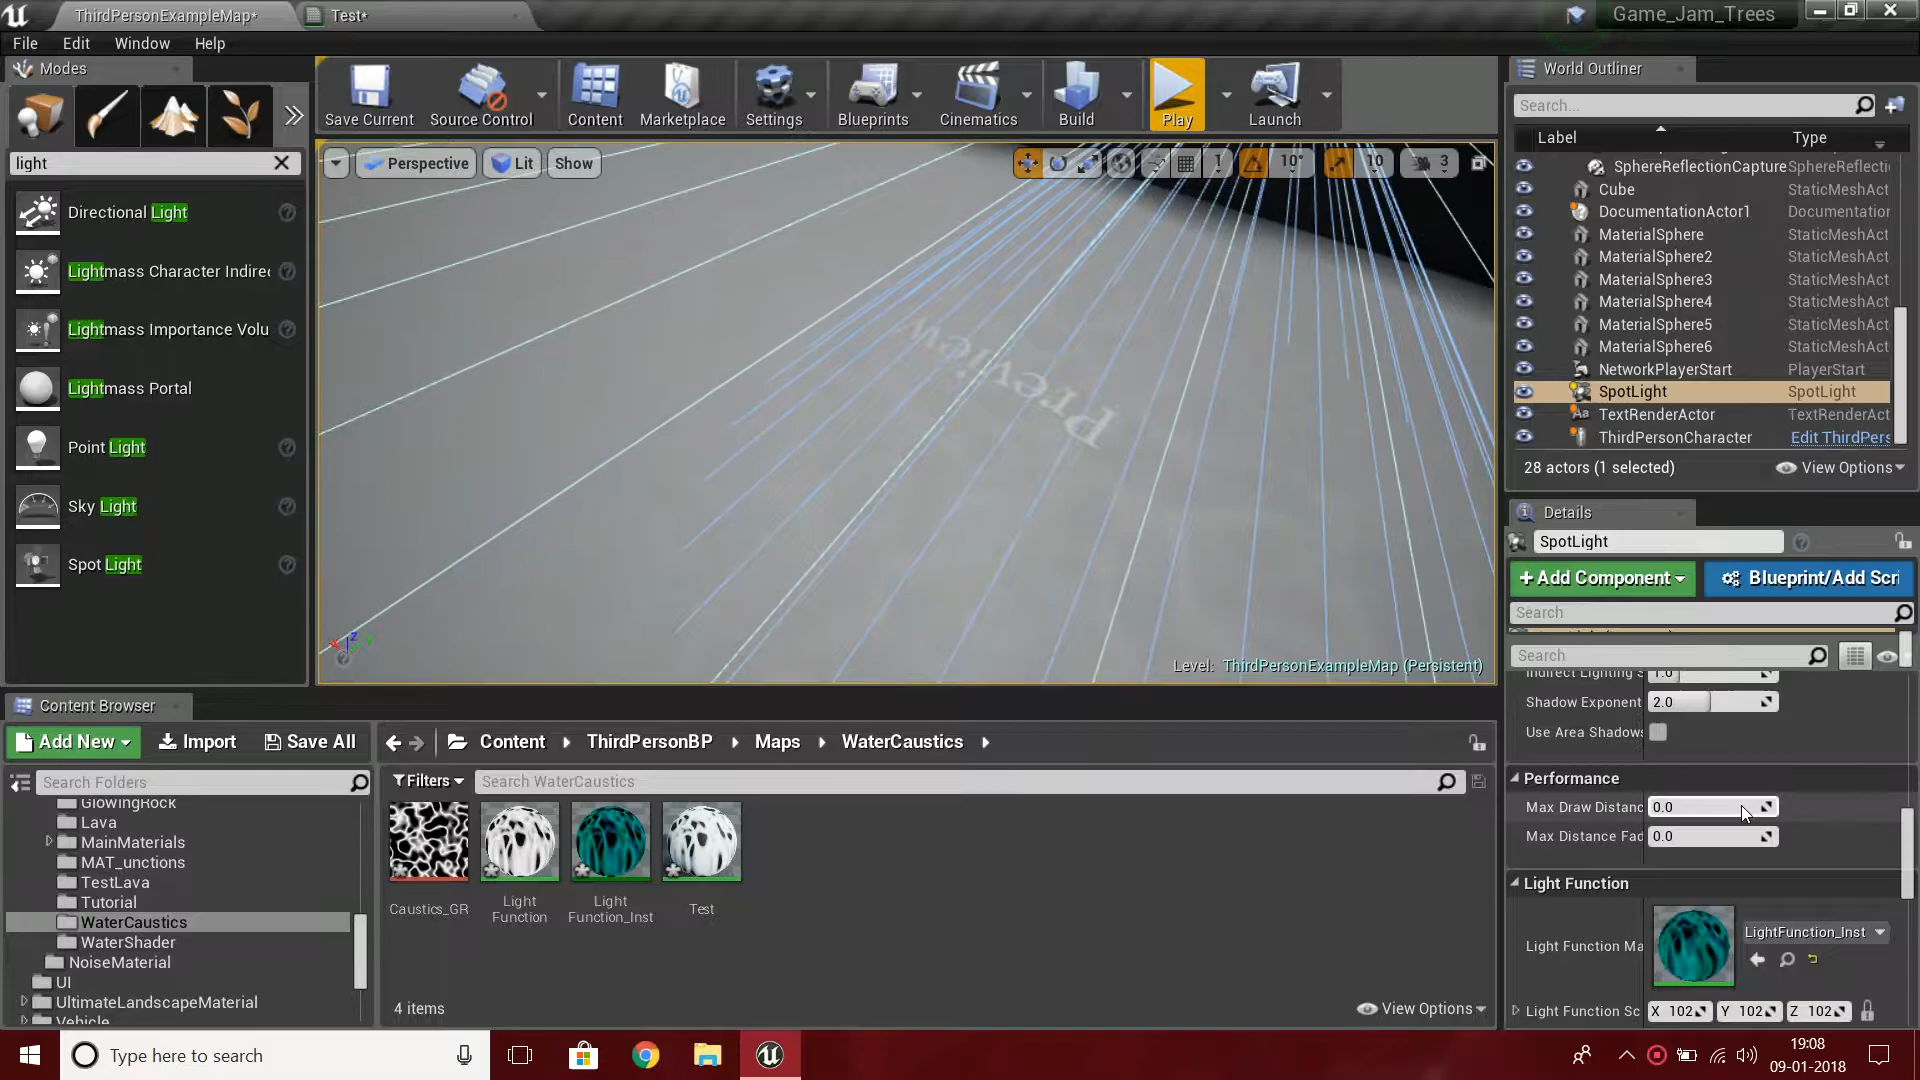 ThirdPersonExampleMap*
Test*
Game_Jam_Trees
File Edit Window Help
Modes
light
Directional Light
Lightmass Character Indirec
Lightmass Importance Volu
Lightmass Portal
Point Light
Sky Light
Spot Light
Save Current
Source Control
Content
Marketplace
Settings
Blueprints
Cinematics
Build
Play
Launch
Perspective
Lit
Show
1
10°
10
3
Preview
X Z Y
Level: ThirdPersonExampleMap (Persistent)
World Outliner
Search...
Label Type
SphereReflectionCapture SphereReflecti
Cube StaticMeshAct
DocumentationActor1 Documentation
MaterialSphere StaticMeshAct
MaterialSphere2 StaticMeshAct
MaterialSphere3 StaticMeshAct
MaterialSphere4 StaticMeshAct
MaterialSphere5 StaticMeshAct
MaterialSphere6 StaticMeshAct
NetworkPlayerStart PlayerStart
SpotLight SpotLight
TextRenderActor TextRenderAct
ThirdPersonCharacter Edit ThirdPers
28 actors (1 selected)
View Options
Details
SpotLight
+Add Component
Blueprint/Add Scri
Search
Search
Indirect Lighting S 1.0
Shadow Exponent 2.0
Use Area Shadows
Performance
Max Draw Distanc 0.0
Max Distance Fad 0.0
Light Function
Light Function Ma
LightFunction_Inst
Light Function Sc X 102 Y 102 Z 102
Content Browser
Add New
Import
Save All
Content
ThirdPersonBP
Maps
WaterCaustics
Search Folders
Filters
Search WaterCaustics
GlowingRock
Lava
MainMaterials
MAT_unctions
TestLava
Tutorial
WaterCaustics
WaterShader
NoiseMaterial
UI
UltimateLandscapeMaterial
Vehicle
Caustics_GR
Light Function
Light Function_Inst
Test
4 items
View Options
Type here to search
19:08
09-01-2018